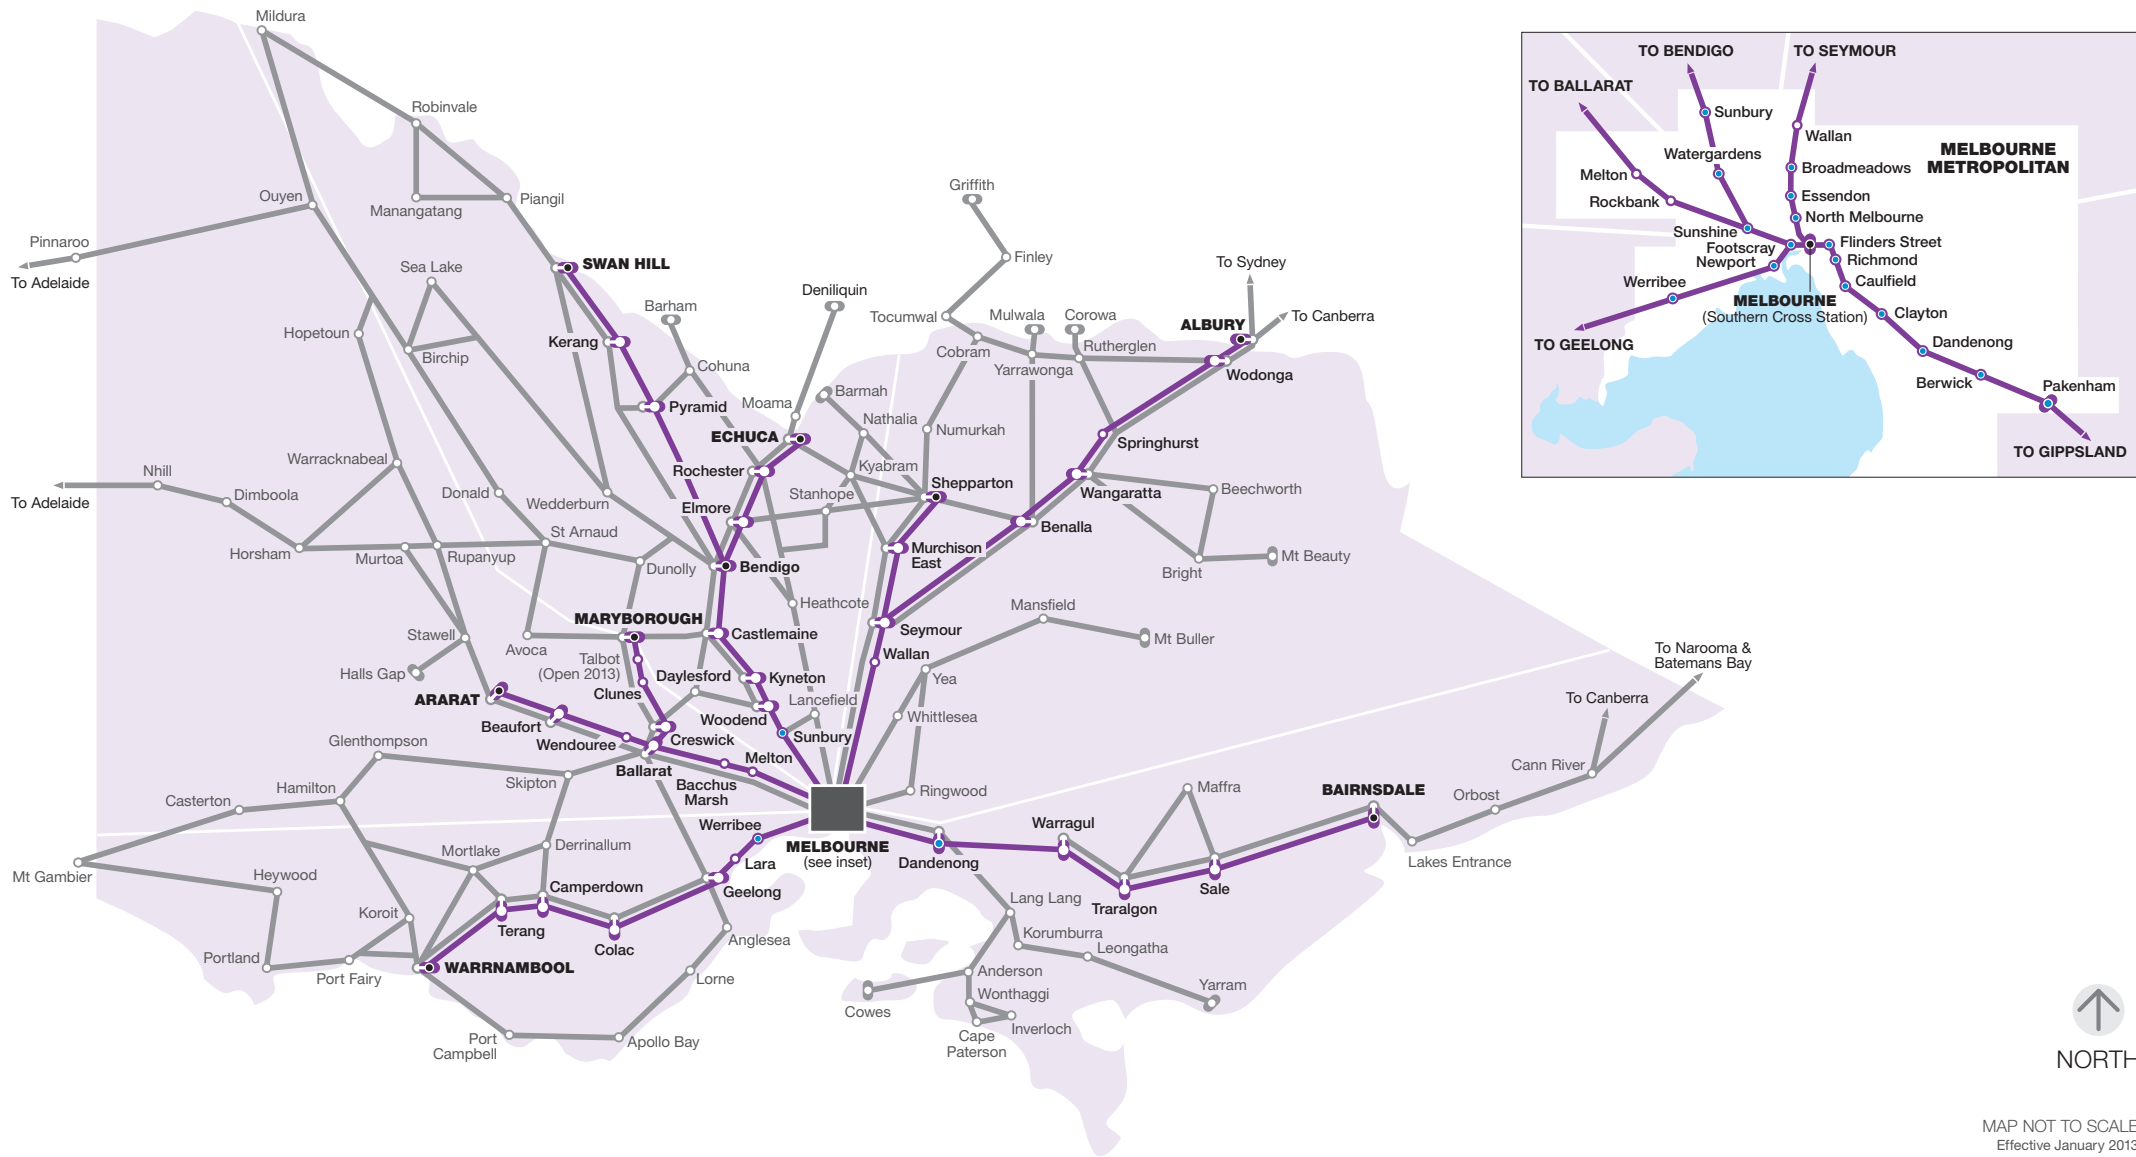 Mildura
Robinvale
Ouyen
Manangatang
Piangil
Pinnaroo
To Adelaide
Sea Lake
SWAN HILL
Griffith
Finley
To Sydney
Deniliquin
Barham
Hopetoun
Birchip
Kerang
Tocumwal
Mulwala
Corowa
ALBURY
To Canberra
Cobram
Rutherglen
Yarrawonga
Wodonga
Cohuna
Pyramid
Moama
Barmah
Nathalia
Numurkah
ECHUCA
Springhurst
Warracknabeal
Rochester
Kyabram
Nhill
To Adelaide
Dimboola
Donald
Wedderburn
Stanhope
Shepparton
Wangaratta
Beechworth
Elmore
Benalla
Horsham
Murtoa
Rupanyup
St Arnaud
Dunolly
Bendigo
Murchison
East
Bright
Mt Beauty
Heathcote
Mansfield
MARYBOROUGH
Castlemaine
Seymour
Mt Buller
Stawell
Avoca
Talbot
(Open 2013)
Wallan
Halls Gap
Clunes
Daylesford
Kyneton
Yea
To Narooma &
Batemans Bay
ARARAT
Lancefield
To Canberra
Beaufort
Wendouree
Woodend
Whittlesea
Sunbury
Creswick
Glenthompson
Melton
Ballarat
Cann River
Skipton
Bacchus
Marsh
Hamilton
Casterton
Ringwood
Maffra
BAIRNSDALE
Orbost
Werribee
Warragul
MELBOURNE
(see inset)
Dandenong
Derrinallum
Mortlake
Lara
Lakes Entrance
Mt Gambier
Heywood
Camperdown
Geelong
Sale
Traralgon
Koroit
Lang Lang
Terang
Colac
Anglesea
Korumburra
Leongatha
Portland
Port Fairy
WARRNAMBOOL
Lorne
Anderson
Wonthaggi
Yarram
Cowes
Inverloch
Cape
Paterson
Port
Campbell
Apollo Bay
TO BENDIGO
TO SEYMOUR
TO BALLARAT
Sunbury
Wallan
MELBOURNE
METROPOLITAN
Watergardens
Broadmeadows
Melton
Essendon
Rockbank
North Melbourne
Sunshine
Footscray
Flinders Street
Newport
Richmond
Werribee
Caulfield
MELBOURNE
(Southern Cross Station)
Clayton
TO GEELONG
Dandenong
Berwick
Pakenham
TO GIPPSLAND
NORTH
MAP NOT TO SCALE
Effective January 2013